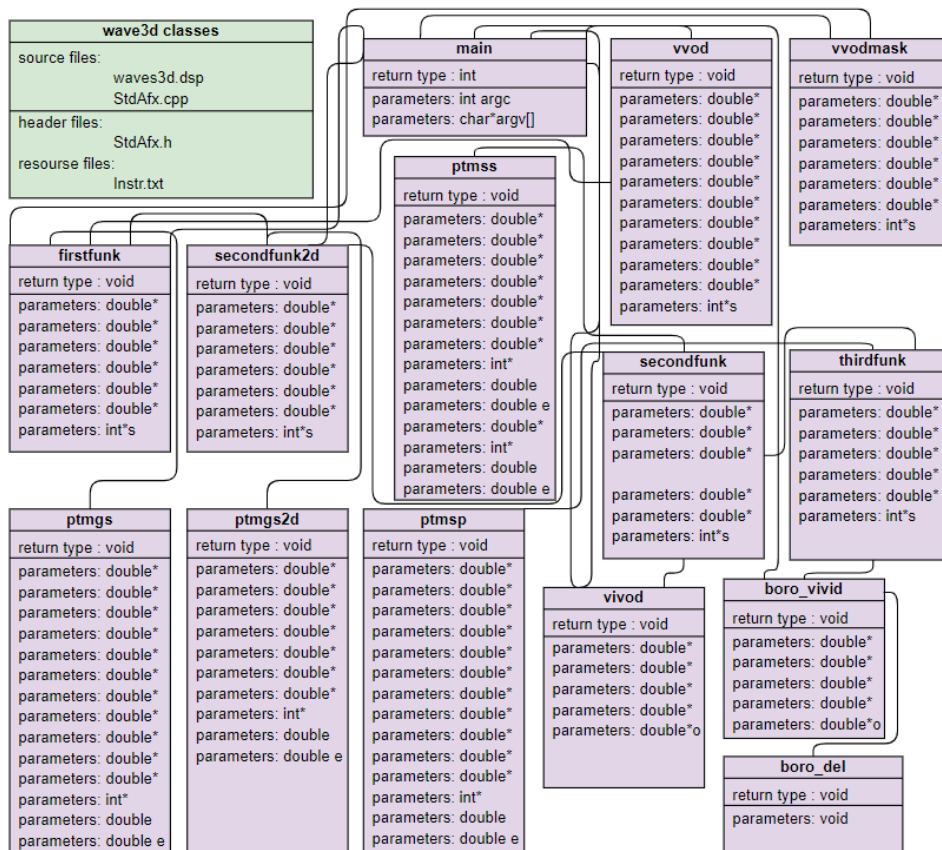 wave3d classes
source files:
waves3d.dsp
StdAfx.cpp
header files:
StdAfx.h
resourse files:
Instr.txt
main
return type : int
parameters: int argc
parameters: char*argv[]
vvod
return type : void
parameters: double*
parameters: double*
parameters: double*
parameters: double*
parameters: double*
parameters: double*
parameters: double*
parameters: double*
parameters: double*
parameters: double*
parameters: int*s
vvodmask
return type : void
parameters: double*
parameters: double*
parameters: double*
parameters: double*
parameters: double*
parameters: double*
parameters: int*s
ptmss
return type : void
parameters: double*
parameters: double*
parameters: double*
parameters: double*
parameters: double*
parameters: double*
parameters: double*
parameters: int*
parameters: double
parameters: double e
parameters: double*
parameters: int*
parameters: double
parameters: double e
firstfunk
return type : void
parameters: double*
parameters: double*
parameters: double*
parameters: double*
parameters: double*
parameters: double*
parameters: int*s
secondfunk2d
return type : void
parameters: double*
parameters: double*
parameters: double*
parameters: double*
parameters: double*
parameters: double*
parameters: int*s
secondfunk
return type : void
parameters: double*
parameters: double*
parameters: double*
parameters: double*
parameters: double*
parameters: int*s
thirdfunk
return type : void
parameters: double*
parameters: double*
parameters: double*
parameters: double*
parameters: double*
parameters: int*s
ptmgs
return type : void
parameters: double*
parameters: double*
parameters: double*
parameters: double*
parameters: double*
parameters: double*
parameters: double*
parameters: double*
parameters: double*
parameters: double*
parameters: double*
parameters: int*
parameters: double
parameters: double e
ptmgs2d
return type : void
parameters: double*
parameters: double*
parameters: double*
parameters: double*
parameters: double*
parameters: double*
parameters: double*
parameters: int*
parameters: double
parameters: double e
ptmsp
return type : void
parameters: double*
parameters: double*
parameters: double*
parameters: double*
parameters: double*
parameters: double*
parameters: double*
parameters: double*
parameters: double*
parameters: double*
parameters: double*
parameters: int*
parameters: double
parameters: double e
vivod
return type : void
parameters: double*
parameters: double*
parameters: double*
parameters: double*
parameters: double*o
boro_vivid
return type : void
parameters: double*
parameters: double*
parameters: double*
parameters: double*
parameters: double*o
boro_del
return type : void
parameters: void